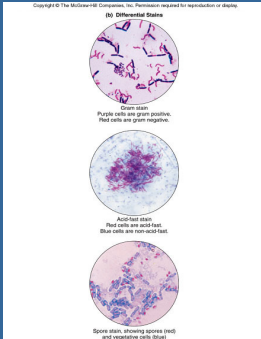 Copyright © The McGraw-Hill Companies, Inc. Permission required for reproduction or display.
(b) Differential Stains
Gram stain
Purple cells are gram positive.
Red cells are gram negative.
Acid-fast stain
Red cells are acid-fast.
Blue cells are non-acid-fast.
Spore stain, showing spores (red)
and vegetative cells (blue)